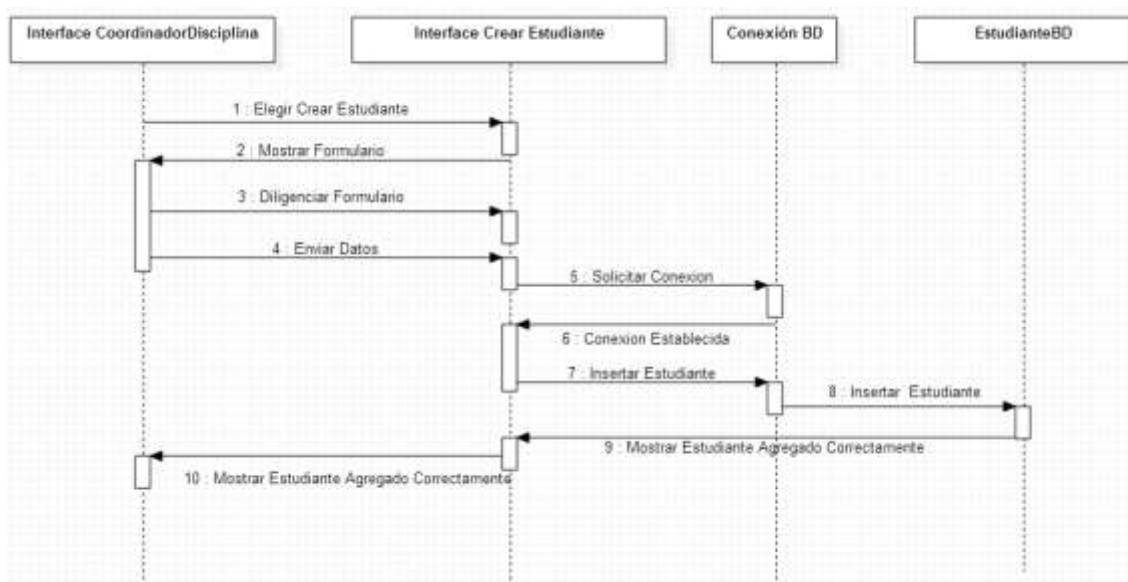 Interface CoordinadorDisciplina
Interface Crear Estudiante
Conexión BD
EstudianteBD
1 : Elegir Crear Estudiante
2 : Mostrar Formulario
3 : Diligenciar Formulario
4 : Enviar Datos
5 : Solicitar Conexion
6 : Conexion Establecida
7 : Insertar Estudiante
8 : Insertar Estudiante
9 : Mostrar Estudiante Agregado Correctamente
10 : Mostrar Estudiante Agregado Correctamente